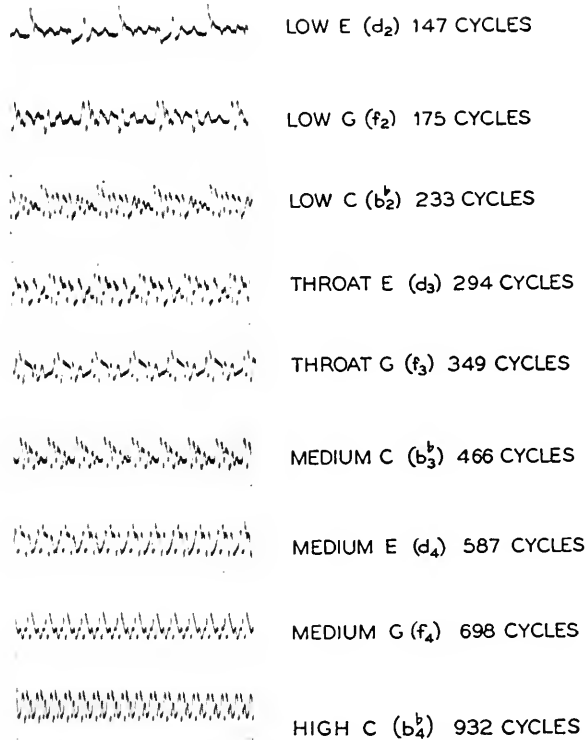 LOW E (d₂) 147 CYCLES
LOW G (f₂) 175 CYCLES
LOW C (b♭₂) 233 CYCLES
THROAT E (d₃) 294 CYCLES
THROAT G (f₃) 349 CYCLES
MEDIUM C (b♭₃) 466 CYCLES
MEDIUM E (d₄) 587 CYCLES
MEDIUM G (f₄) 698 CYCLES
HIGH C (b♭₄) 932 CYCLES